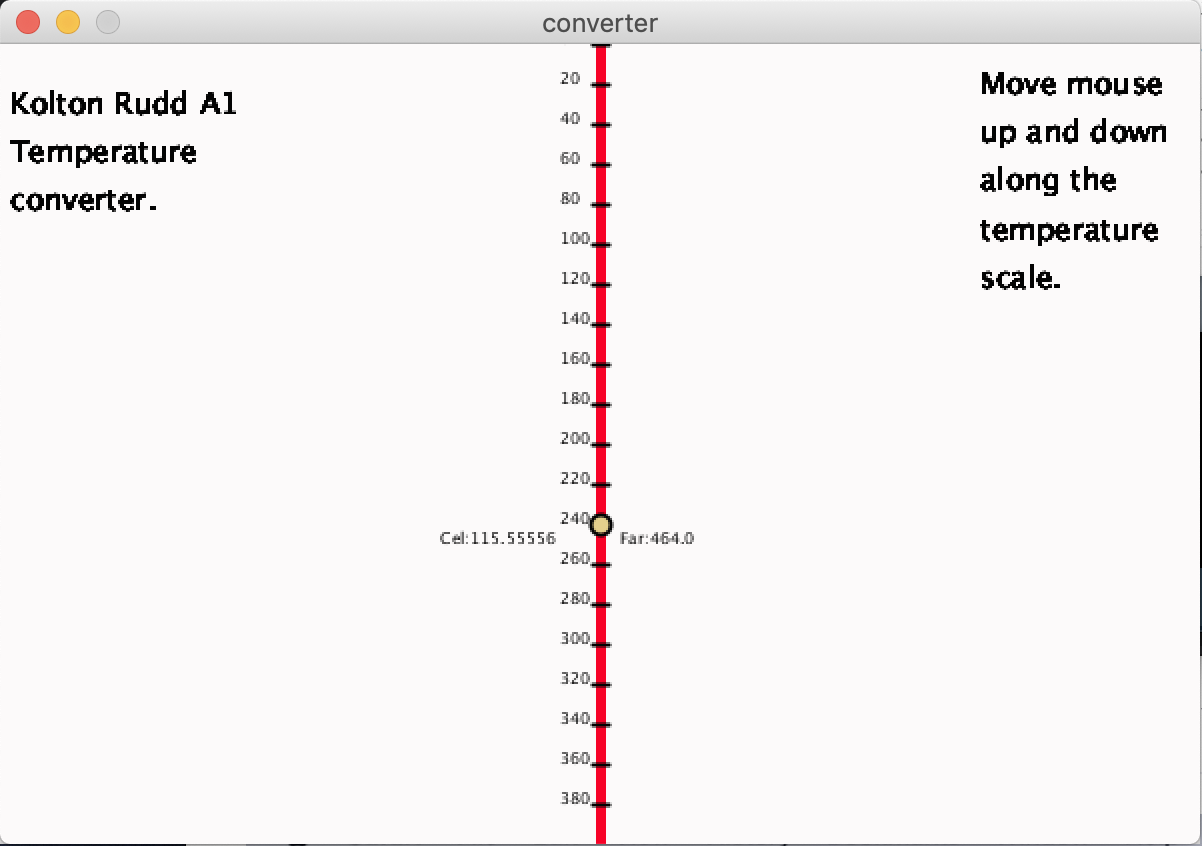 converter
Kolton Rudd A1
Temperature
converter.
Move mouse
up and down
along the
temperature
scale.
20
40
60
80
100
120
140
160
180
200
220
240
Cel:115.55556 Far:464.0
260
280
300
320
340
360
380